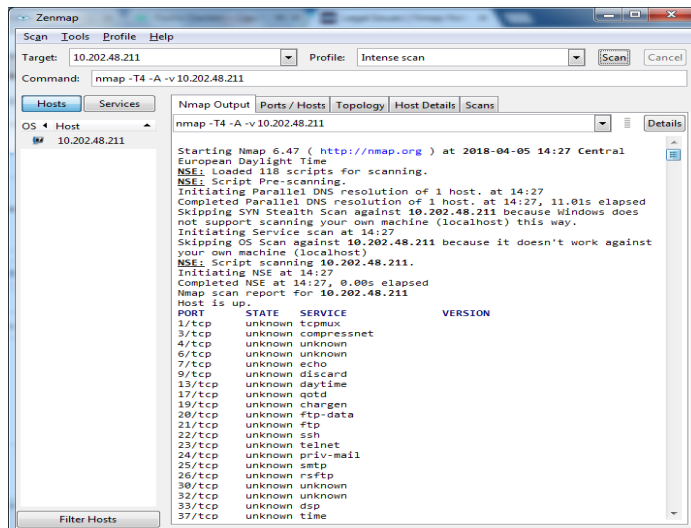 Zenmap
Scan Tools Profile Help
Target: 10.202.48.211 Profile: Intense scan Scan Cancel
Command: nmap -T4 -A -v 10.202.48.211
Hosts Services
OS Host
10.202.48.211
Filter Hosts
Nmap Output Ports / Hosts Topology Host Details Scans
nmap -T4 -A -v 10.202.48.211 Details
Starting Nmap 6.47 ( http://nmap.org ) at 2018-04-05 14:27 Central
European Daylight Time
NSE: Loaded 118 scripts for scanning.
NSE: Script Pre-scanning.
Initiating Parallel DNS resolution of 1 host. at 14:27
Completed Parallel DNS resolution of 1 host. at 14:27, 11.01s elapsed
Skipping SYN Stealth Scan against 10.202.48.211 because Windows does
not support scanning your own machine (localhost) this way.
Initiating Service scan at 14:27
Skipping OS Scan against 10.202.48.211 because it doesn't work against
your own machine (localhost)
NSE: Script scanning 10.202.48.211.
Initiating NSE at 14:27
Completed NSE at 14:27, 0.00s elapsed
Nmap scan report for 10.202.48.211
Host is up.
PORT STATE SERVICE VERSION
1/tcp unknown tcpmux
3/tcp unknown compressnet
4/tcp unknown unknown
6/tcp unknown unknown
7/tcp unknown echo
9/tcp unknown discard
13/tcp unknown daytime
17/tcp unknown qotd
19/tcp unknown chargen
20/tcp unknown ftp-data
21/tcp unknown ftp
22/tcp unknown ssh
23/tcp unknown telnet
24/tcp unknown priv-mail
25/tcp unknown smtp
26/tcp unknown rsftp
30/tcp unknown unknown
32/tcp unknown unknown
33/tcp unknown dsp
37/tcp unknown time